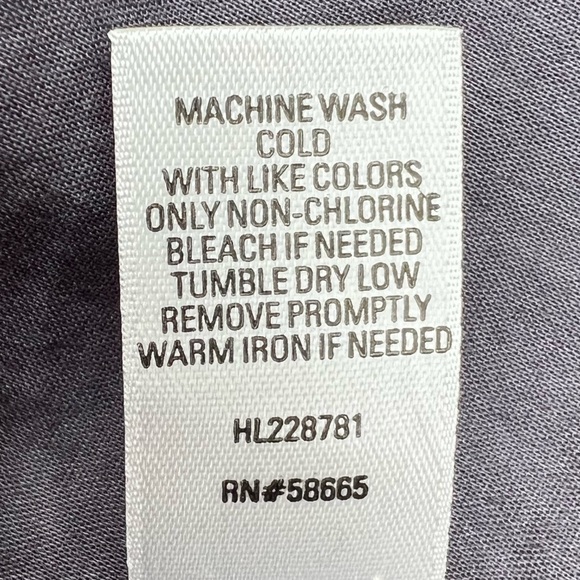 MACHINE WASH
COLD
WITH LIKE COLORS
ONLY NON-CHLORINE
BLEACH IF NEEDED
TUMBLE DRY LOW
REMOVE PROMPTLY
WARM IRON IF NEEDED
HL228781
RN#58665